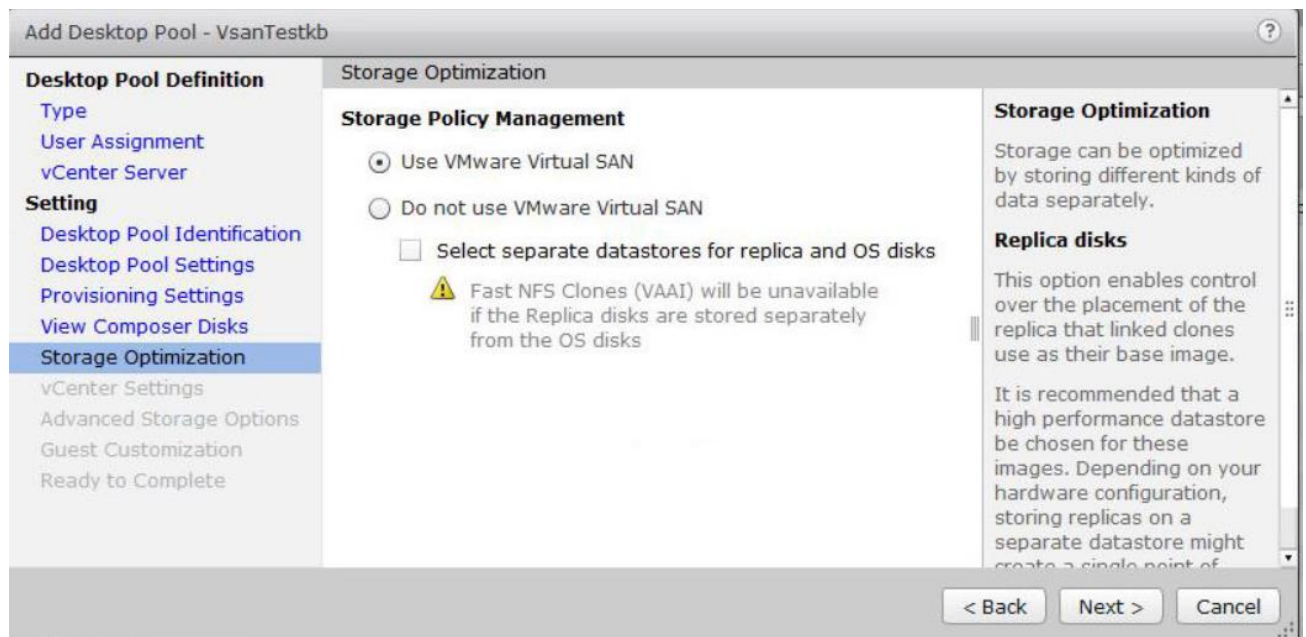 Add Desktop Pool - VsanTestkb
?
Desktop Pool Definition
Type
User Assignment
vCenter Server
Setting
Desktop Pool Identification
Desktop Pool Settings
Provisioning Settings
View Composer Disks
Storage Optimization
vCenter Settings
Advanced Storage Options
Guest Customization
Ready to Complete
Storage Optimization
Storage Policy Management
Use VMware Virtual SAN
Do not use VMware Virtual SAN
Select separate datastores for replica and OS disks
Fast NFS Clones (VAAI) will be unavailable
if the Replica disks are stored separately
from the OS disks
Storage Optimization
Storage can be optimized
by storing different kinds of
data separately.
Replica disks
This option enables control
over the placement of the
replica that linked clones
use as their base image.
It is recommended that a
high performance datastore
be chosen for these
images. Depending on your
hardware configuration,
storing replicas on a
separate datastore might
create a single point of
< Back
Next >
Cancel